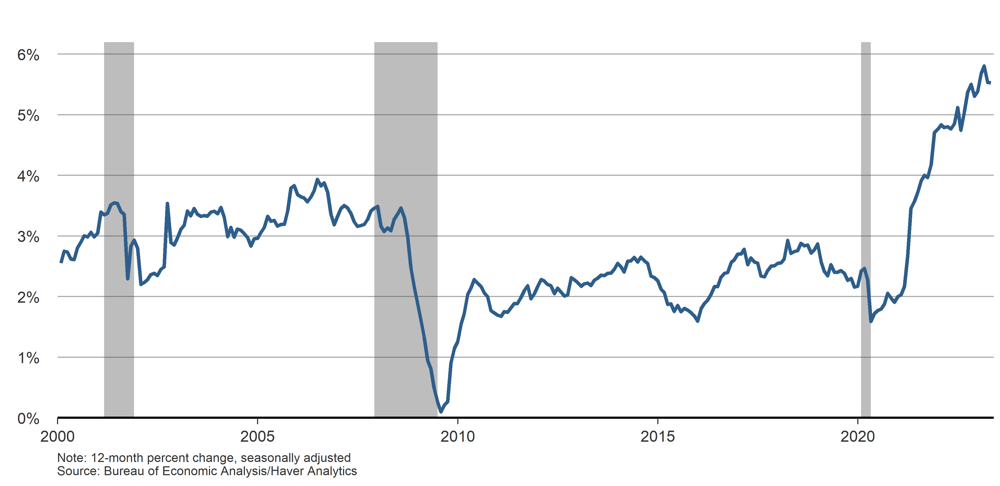 6%
5%
4%
3%
2%
1%
0%
2000 2005 2010 2015 2020
Note: 12-month percent change, seasonally adjusted
Source: Bureau of Economic Analysis/Haver Analytics